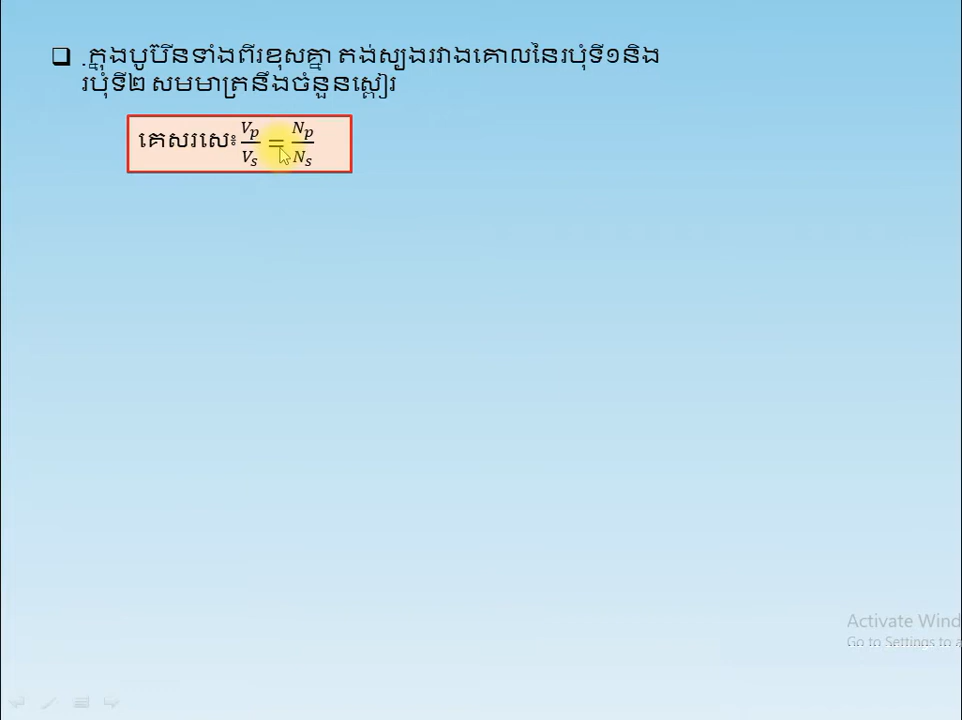 ❑ .ក្នុងបូប៊ីនទាំងពីរខុសគ្នា តង់ស្យុងរវាងគោលនៃរបុំទី១និង
របុំទី២ សមមាត្រនឹងចំនួនស្ពៀរ
គេសរសេ៖ Vp/Vs = Np/Ns
Activate Wind
Go to Settings to a